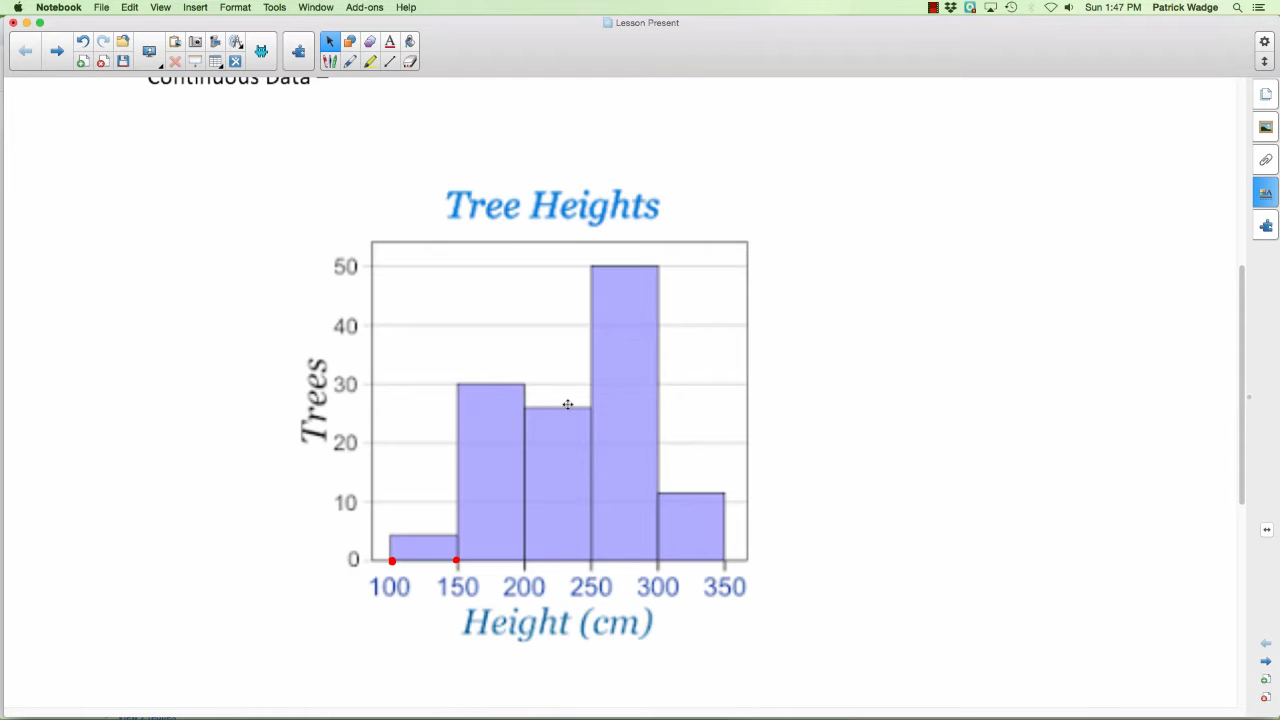 Notebook File Edit View Insert Format Tools Window Add-ons Help Sun 1:47 PM Patrick Wadge
Lesson Present
A
Continuous Data –
Tree Heights
50
40
30
20
10
0
Trees
100 150 200 250 300 350
Height (cm)